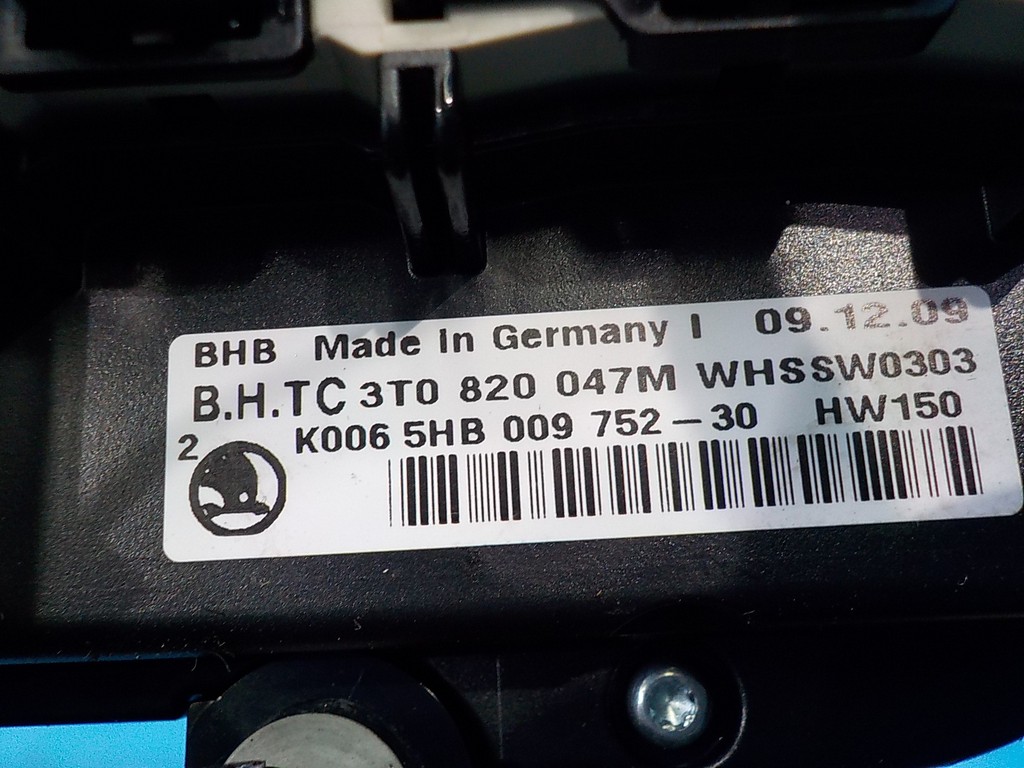 BHB Made In Germany I 09.12.09
B.H.TC 3T0 820 047M WHSSW0303
K006 5HB 009 752-30 HW150
2